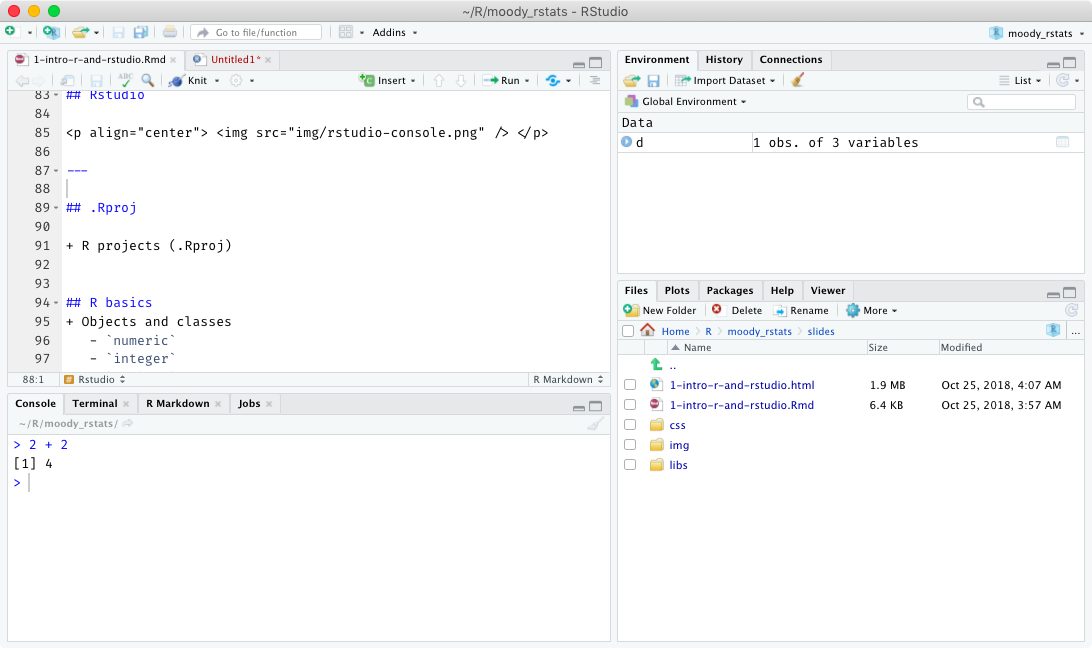 ~/R/moody_rstats - RStudio
Go to file/function
Addins
moody_rstats
1-intro-r-and-rstudio.Rmd
Untitled1*
ABC
Knit
Insert
Run
83 ## Rstudio
84
85 <p align="center"> <img src="img/rstudio-console.png" /> </p>
86
87 ---
88
89 ## .Rproj
90
91 + R projects (.Rproj)
92
93
94 ## R basics
95 + Objects and classes
96 - `numeric`
97 - `integer`
88:1
# Rstudio
R Markdown
Console
Terminal
R Markdown
Jobs
~/R/moody_rstats/
> 2 + 2
[1] 4
>
Environment
History
Connections
Import Dataset
List
Global Environment
Data
d 1 obs. of 3 variables
Files
Plots
Packages
Help
Viewer
New Folder
Delete
Rename
More
Home
R
moody_rstats
slides
...
Name
Size
Modified
..
1-intro-r-and-rstudio.html 1.9 MB Oct 25, 2018, 4:07 AM
1-intro-r-and-rstudio.Rmd 6.4 KB Oct 25, 2018, 3:57 AM
css
img
libs